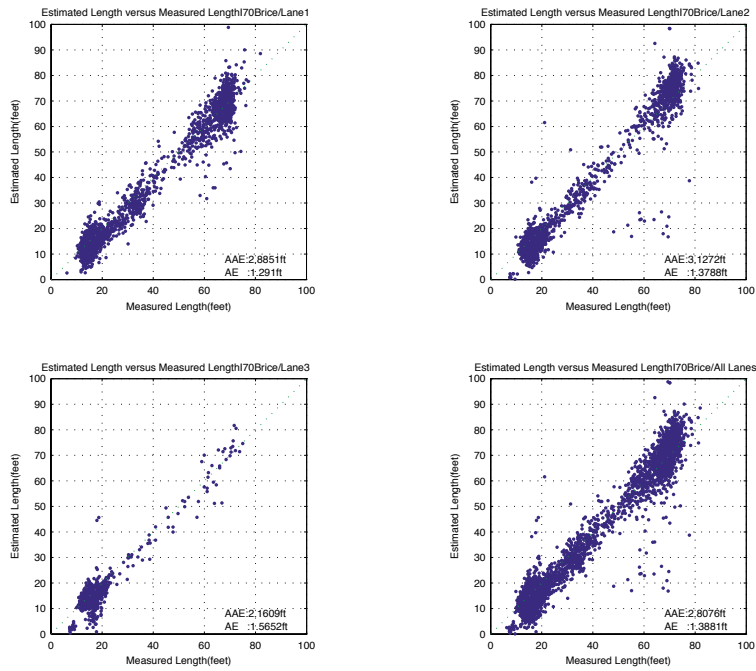 Estimated Length versus Measured LengthI70Brice/Lane1
100
90
80
70
60
50
40
30
20
10
0
Estimated Length(feet)
AAE:2.8851ft
AE :1.291ft
0 20 40 60 80 100
Measured Length(feet)
Estimated Length versus Measured LengthI70Brice/Lane2
100
90
80
70
60
50
40
30
20
10
0
Estimated Length(feet)
AAE:3.1272ft
AE :1.3788ft
0 20 40 60 80 100
Measured Length(feet)
Estimated Length versus Measured LengthI70Brice/Lane3
100
90
80
70
60
50
40
30
20
10
0
Estimated Length(feet)
AAE:2.1609ft
AE :1.5652ft
0 20 40 60 80 100
Measured Length(feet)
Estimated Length versus Measured LengthI70Brice/All Lanes
100
90
80
70
60
50
40
30
20
10
0
Estimated Length(feet)
AAE:2.8076ft
AE :1.3881ft
0 20 40 60 80 100
Measured Length(feet)